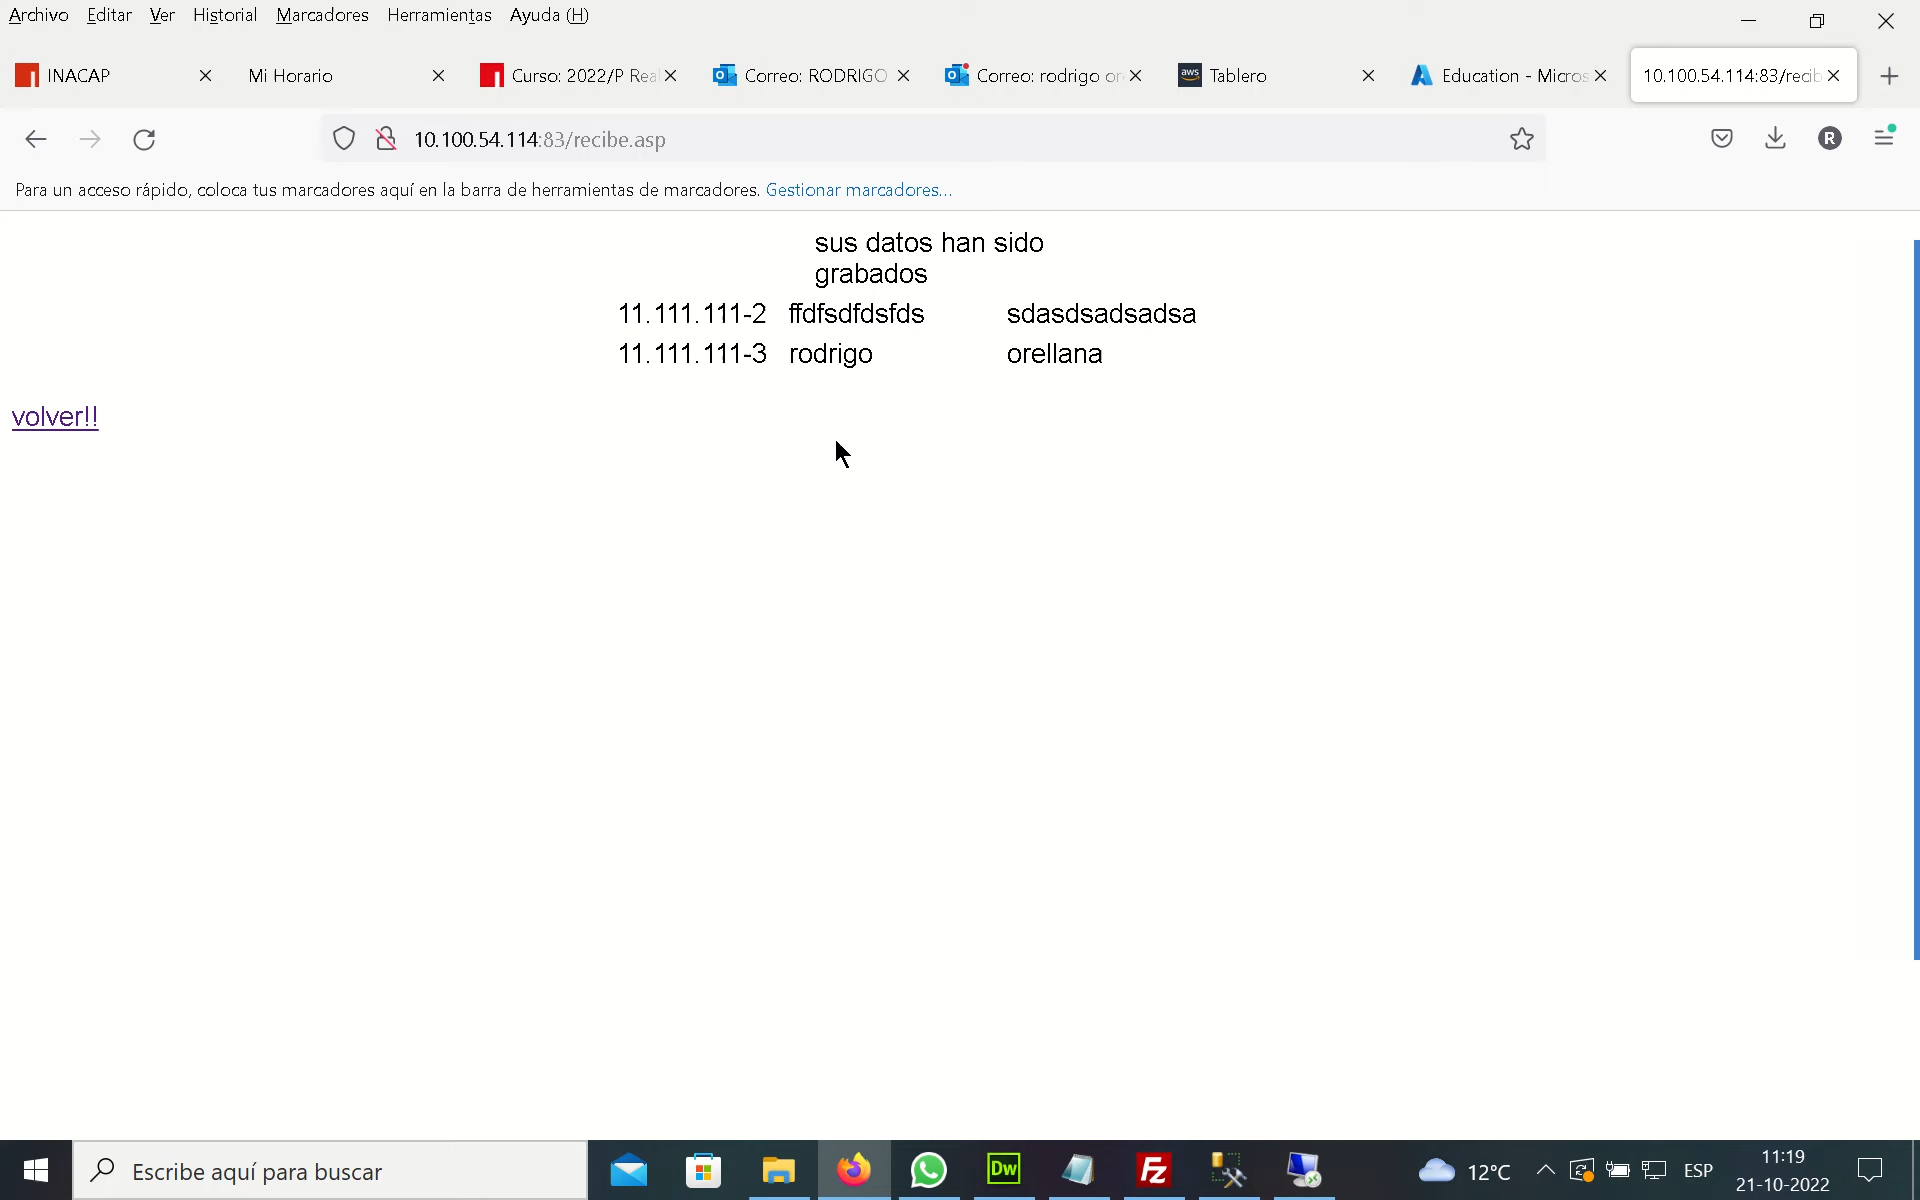 Archivo Editar Ver Historial Marcadores Herramientas Ayuda (H)
INACAP
Mi Horario
Curso: 2022/P Rea
Correo: RODRIGO
Correo: rodrigo or
aws Tablero
Education - Micros
10.100.54.114:83/recib
10.100.54.114:83/recibe.asp
R
Para un acceso rápido, coloca tus marcadores aquí en la barra de herramientas de marcadores. Gestionar marcadores...
sus datos han sido
grabados
11.111.111-2 ffdfsdfdsfds sdasdsadsadsa
11.111.111-3 rodrigo orellana
volver!!
Escribe aquí para buscar
Dw
Fz
12°C
ESP
11:19
21-10-2022